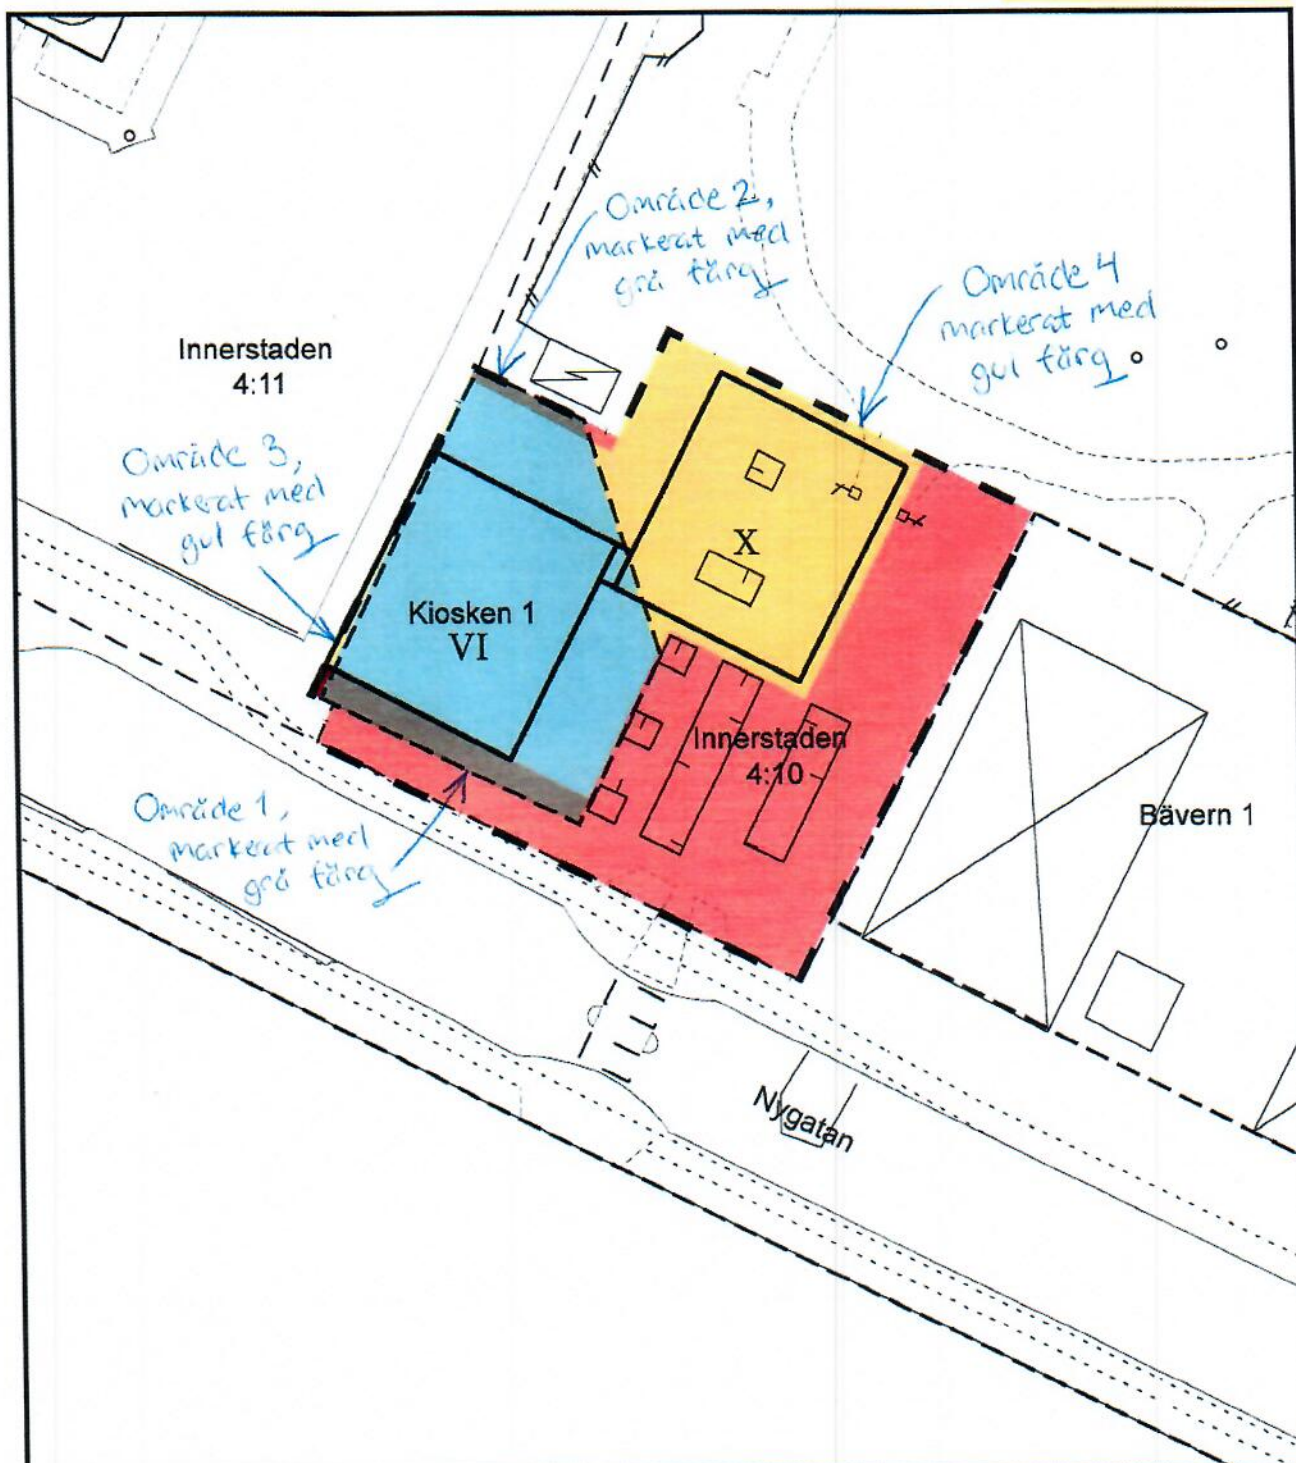 Område 2,
markerat med
grå färg
Område 4
markerat med
gul färg
Innerstaden
4:11
Område 3,
markerat med
gul färg
X
Kiosken 1
VI
Innerstaden
4:10
Bävern 1
Område 1,
markerat med
grå färg
Nygatan